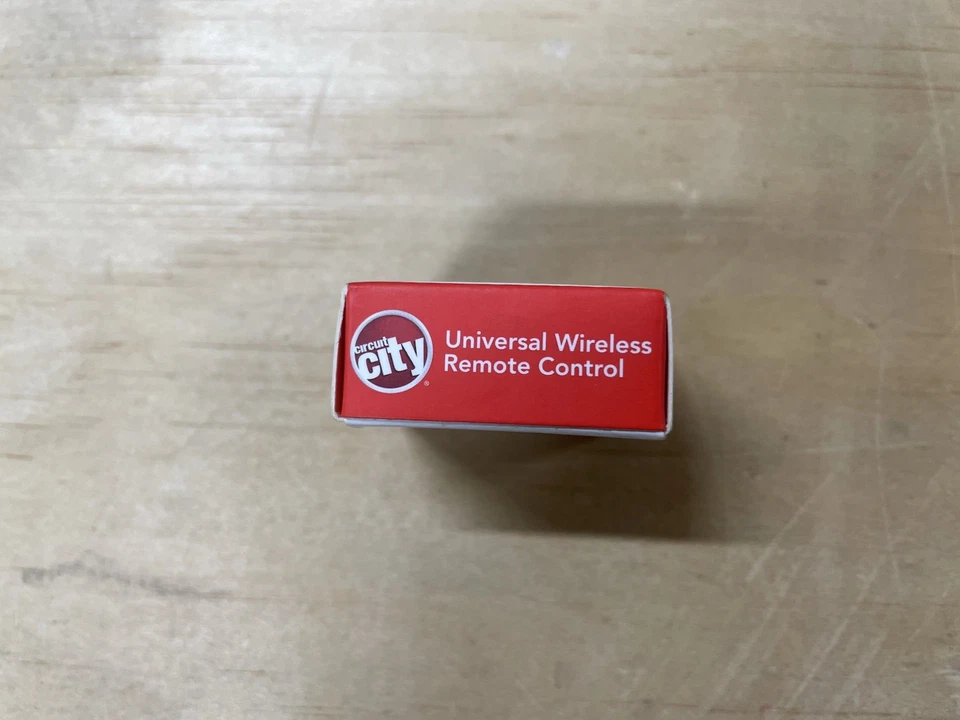 circuit
city
®
Universal Wireless
Remote Control